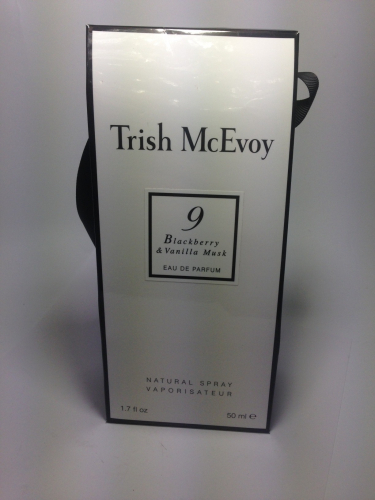 Trish McEvoy
9
Blackberry
& Vanilla Musk
EAU DE PARFUM
NATURAL SPRAY
VAPORISATEUR
1.7 fl oz 50 ml ℮